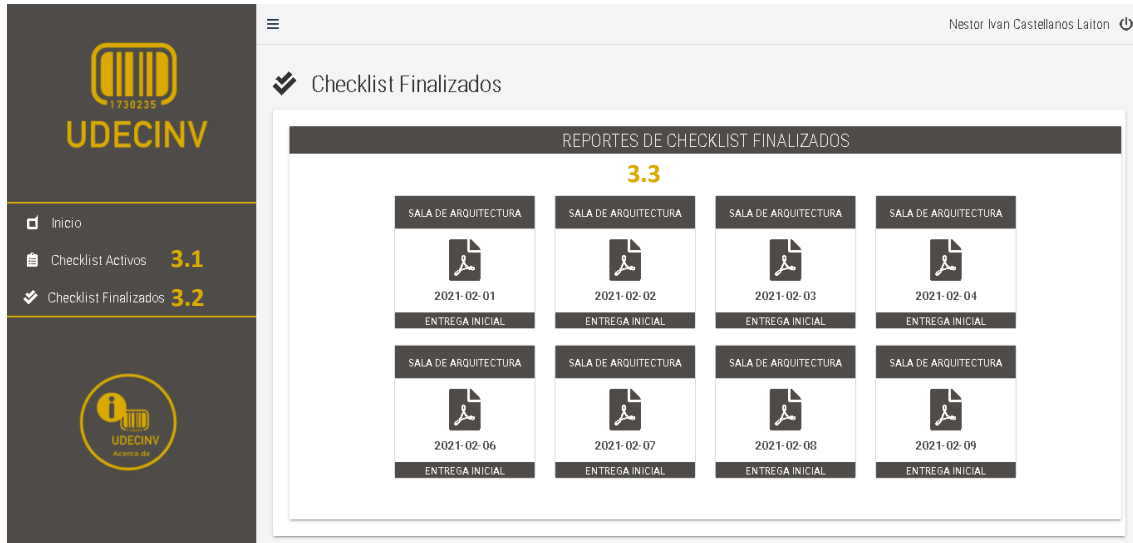 Nestor Ivan Castellanos Laiton
1730235
UDECINV
Inicio
Checklist Activos 3.1
Checklist Finalizados 3.2
UDECINV
Acerca de
Checklist Finalizados
REPORTES DE CHECKLIST FINALIZADOS
3.3
SALA DE ARQUITECTURA SALA DE ARQUITECTURA SALA DE ARQUITECTURA SALA DE ARQUITECTURA
2021-02-01 2021-02-02 2021-02-03 2021-02-04
ENTREGA INICIAL ENTREGA INICIAL ENTREGA INICIAL ENTREGA INICIAL
SALA DE ARQUITECTURA SALA DE ARQUITECTURA SALA DE ARQUITECTURA SALA DE ARQUITECTURA
2021-02-06 2021-02-07 2021-02-08 2021-02-09
ENTREGA INICIAL ENTREGA INICIAL ENTREGA INICIAL ENTREGA INICIAL